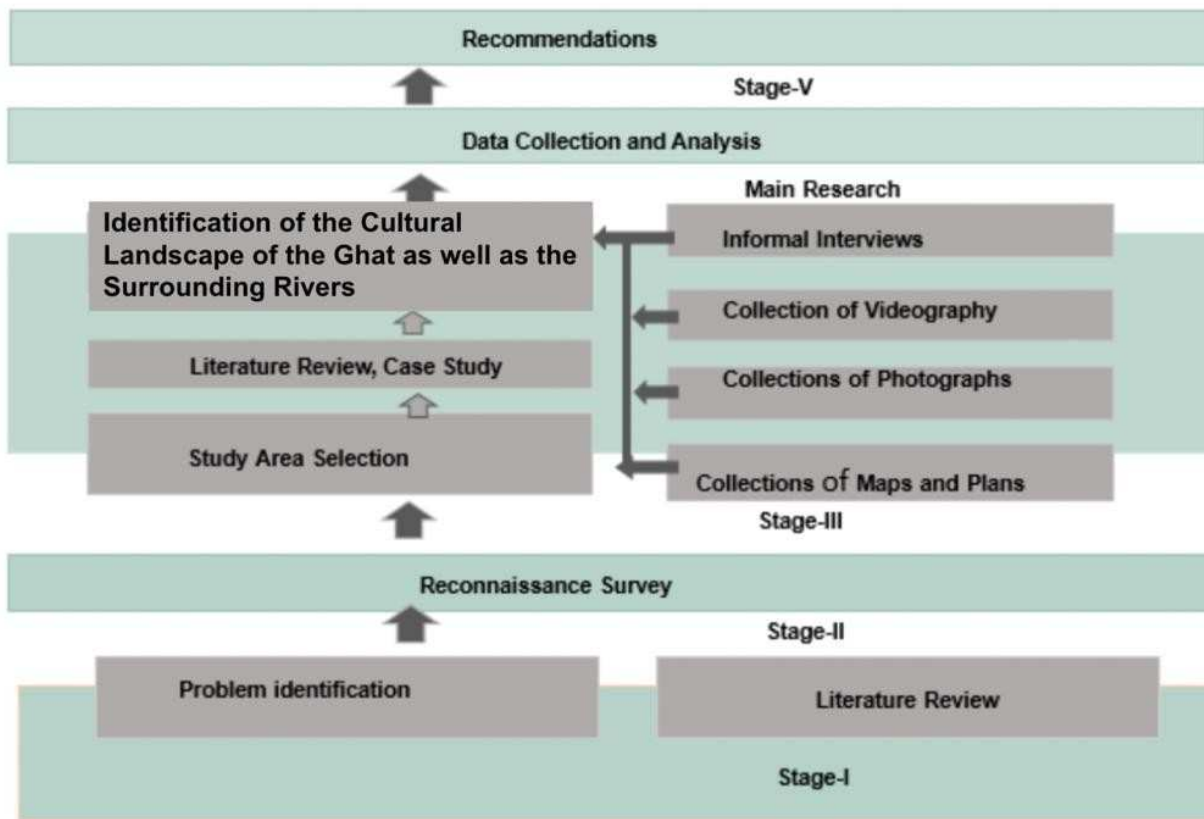 Recommendations
Stage-V
Data Collection and Analysis
Main Research
Identification of the Cultural
Landscape of the Ghat as well as the
Surrounding Rivers
Informal Interviews
Collection of Videography
Literature Review, Case Study
Collections of Photographs
Study Area Selection
Collections of Maps and Plans
Stage-III
Reconnaissance Survey
Stage-II
Problem identification
Literature Review
Stage-I